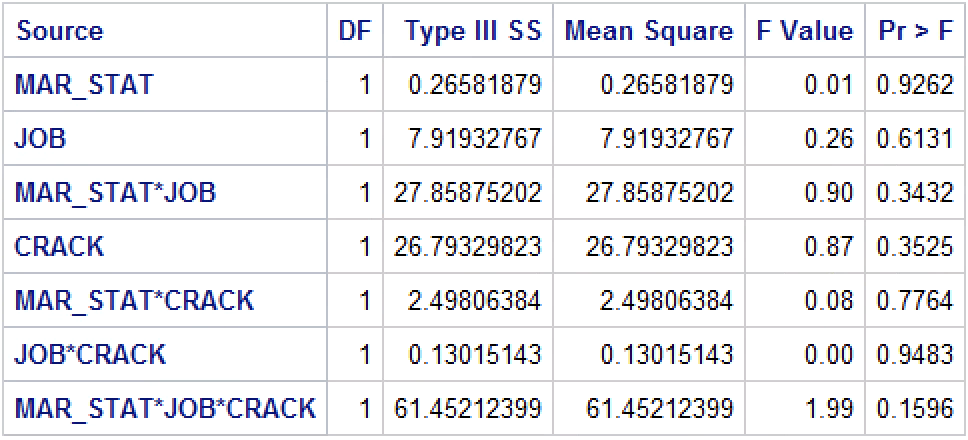 Source DF Type III SS Mean Square F Value Pr > F
MAR_STAT 1 0.26581879 0.26581879 0.01 0.9262
JOB 1 7.91932767 7.91932767 0.26 0.6131
MAR_STAT*JOB 1 27.85875202 27.85875202 0.90 0.3432
CRACK 1 26.79329823 26.79329823 0.87 0.3525
MAR_STAT*CRACK 1 2.49806384 2.49806384 0.08 0.7764
JOB*CRACK 1 0.13015143 0.13015143 0.00 0.9483
MAR_STAT*JOB*CRACK 1 61.45212399 61.45212399 1.99 0.1596